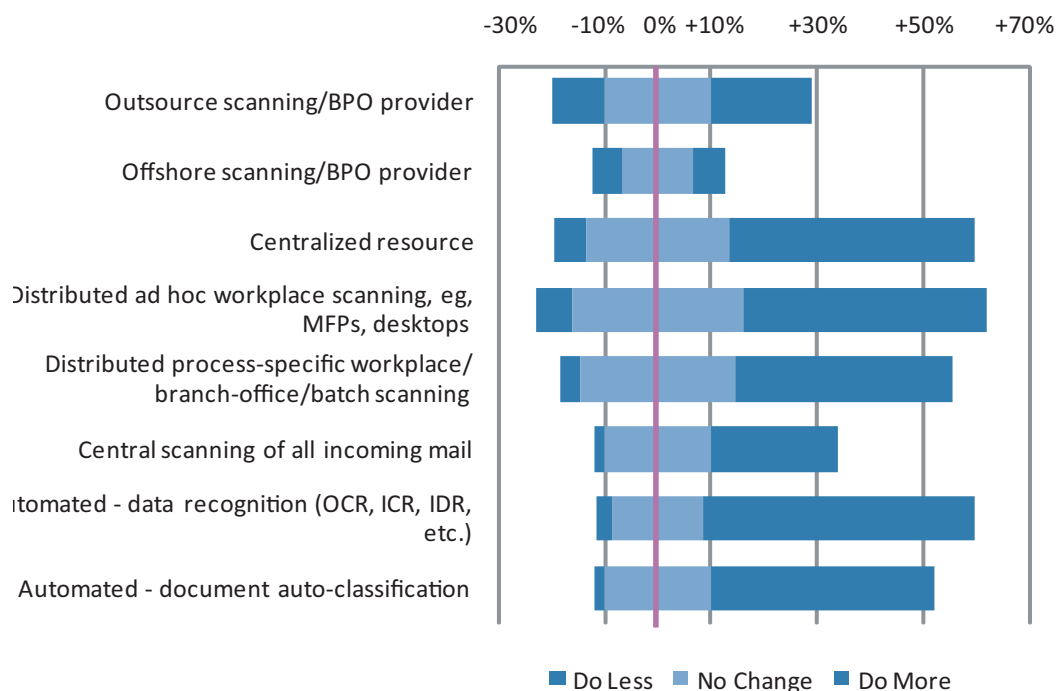 -30% -10% 0% +10% +30% +50% +70%
Outsource scanning/BPO provider
Offshore scanning/BPO provider
Centralized resource
Distributed ad hoc workplace scanning, eg,
MFPs, desktops
Distributed process-specific workplace/
branch-office/batch scanning
Central scanning of all incoming mail
utomated - data recognition (OCR, ICR, IDR,
etc.)
Automated - document auto-classification
Do Less No Change Do More